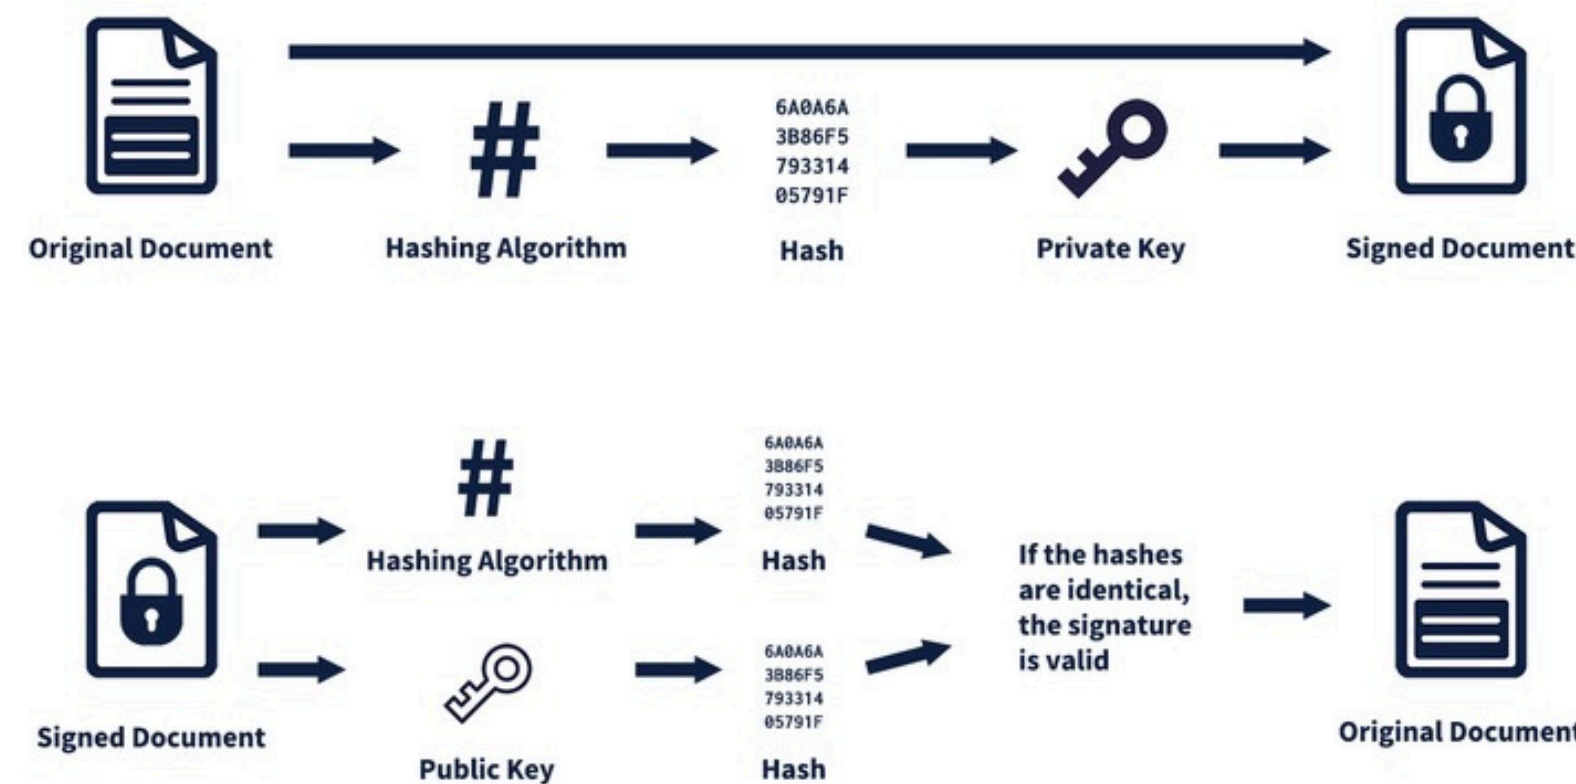 6A0A6A
3B86F5
793314
05791F
Original Document
Hashing Algorithm
Hash
Private Key
Signed Document
6A0A6A
3B86F5
793314
05791F
Hashing Algorithm
Hash
If the hashes
are identical,
the signature
is valid
6A0A6A
3B86F5
793314
05791F
Signed Document
Public Key
Hash
Original Document